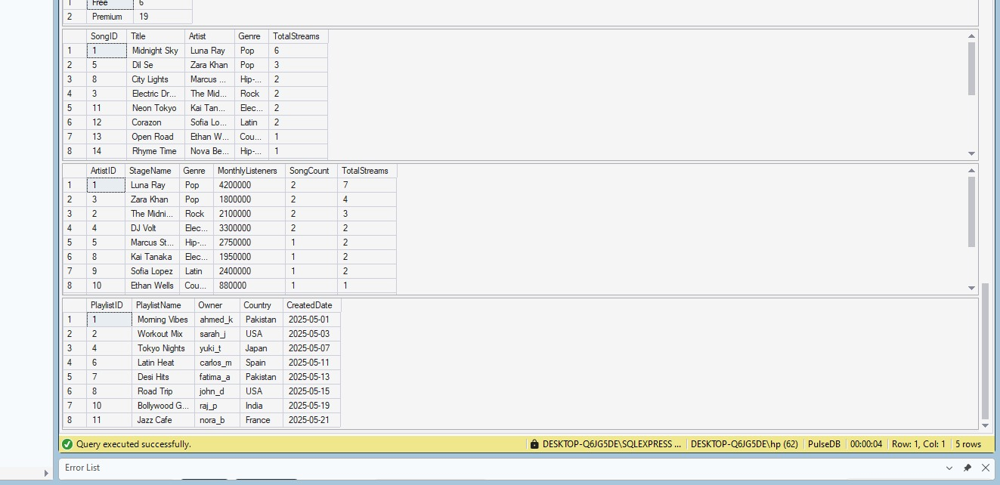 1 Free 6
2 Premium 19
SongID Title Artist Genre TotalStreams
1 1 Midnight Sky Luna Ray Pop 6
2 5 Dil Se Zara Khan Pop 3
3 8 City Lights Marcus ... Hip-... 2
4 3 Electric Dr... The Mid... Rock 2
5 11 Neon Tokyo Kai Tan... Elec... 2
6 12 Corazon Sofia Lo... Latin 2
7 13 Open Road Ethan W... Cou... 1
8 14 Rhyme Time Nova Be... Hip-... 1
ArtistID StageName Genre MonthlyListeners SongCount TotalStreams
1 1 Luna Ray Pop 4200000 2 7
2 3 Zara Khan Pop 1800000 2 4
3 2 The Midni... Rock 2100000 2 3
4 4 DJ Volt Elec... 3300000 2 2
5 5 Marcus St... Hip-... 2750000 1 2
6 8 Kai Tanaka Elec... 1950000 1 2
7 9 Sofia Lopez Latin 2400000 1 2
8 10 Ethan Wells Cou... 880000 1 1
PlaylistID PlaylistName Owner Country CreatedDate
1 1 Morning Vibes ahmed_k Pakistan 2025-05-01
2 2 Workout Mix sarah_j USA 2025-05-03
3 4 Tokyo Nights yuki_t Japan 2025-05-07
4 6 Latin Heat carlos_m Spain 2025-05-11
5 7 Desi Hits fatima_a Pakistan 2025-05-13
6 8 Road Trip john_d USA 2025-05-15
7 10 Bollywood G... raj_p India 2025-05-19
8 11 Jazz Cafe nora_b France 2025-05-21
Query executed successfully. DESKTOP-Q6JG5DE\SQLEXPRESS ... DESKTOP-Q6JG5DE\hp (62) PulseDB 00:00:04 Row: 1, Col: 1 5 rows
Error List